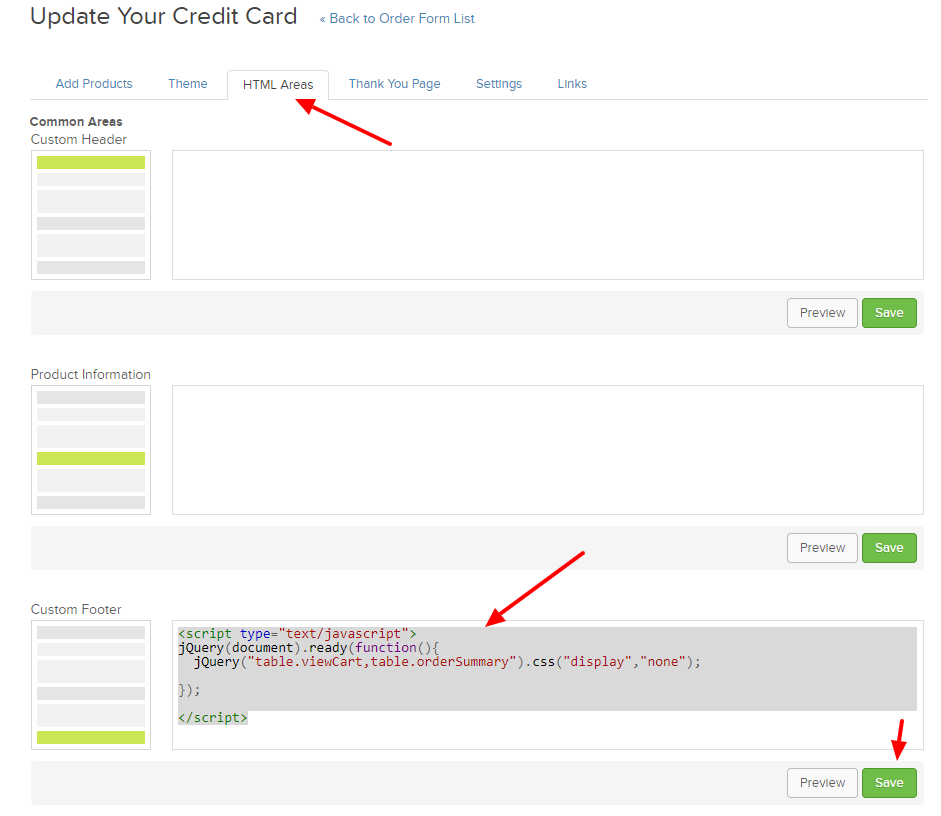 Update Your Credit Card « Back to Order Form List
Add Products Theme HTML Areas Thank You Page Settings Links
Common Areas
Custom Header
Preview Save
Product Information
Preview Save
Custom Footer
<script type="text/javascript">
jQuery(document).ready(function(){
  jQuery("table.viewCart,table.orderSummary").css("display","none");
});
</script>
Preview Save